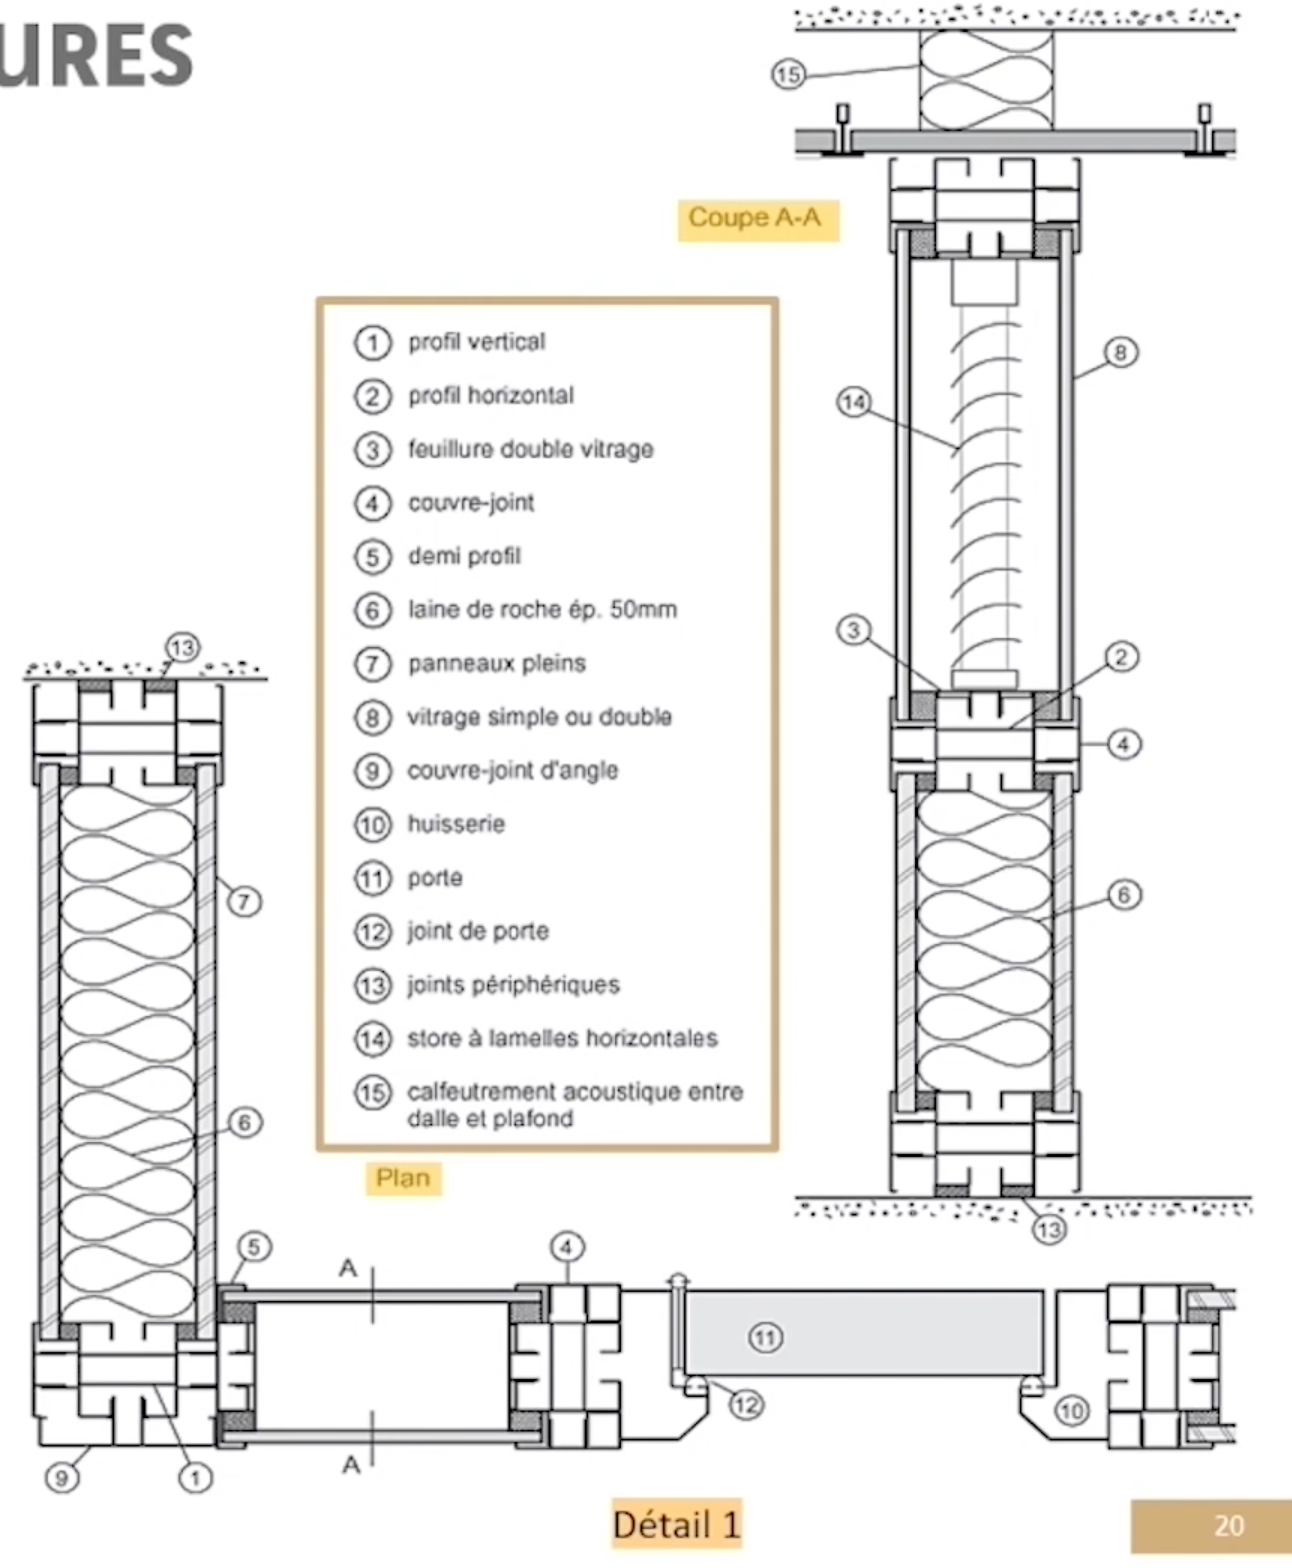 URES
15
Coupe A-A
1 profil vertical
2 profil horizontal
3 feuillure double vitrage
4 couvre-joint
5 demi profil
6 laine de roche ép. 50mm
7 panneaux pleins
8 vitrage simple ou double
9 couvre-joint d'angle
10 huisserie
11 porte
12 joint de porte
13 joints périphériques
14 store à lamelles horizontales
15 calfeutrement acoustique entre
dalle et plafond
8
14
3
2
4
6
13
13
7
6
Plan
5
A
4
11
12
10
A
9
1
Détail 1
20